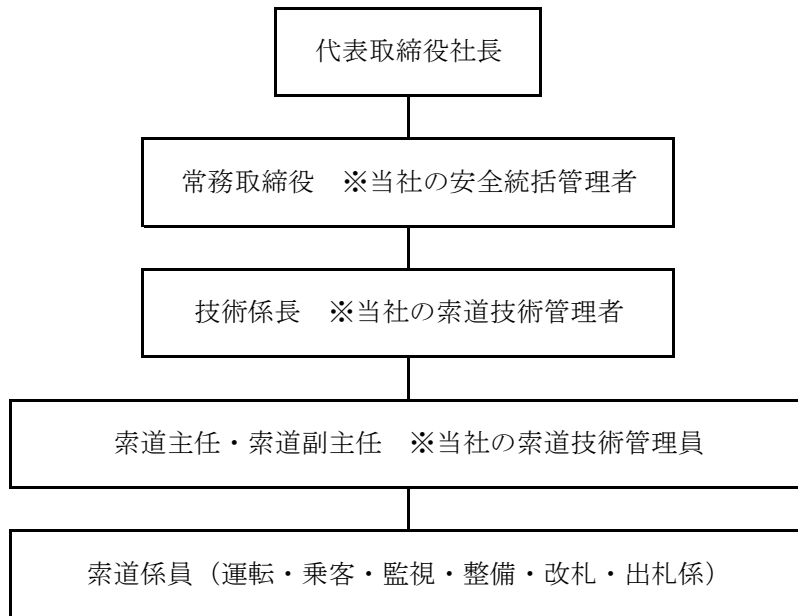 代表取締役社長
常務取締役　※当社の安全統括管理者
技術係長　※当社の索道技術管理者
索道主任・索道副主任　※当社の索道技術管理員
索道係員（運転・乗客・監視・整備・改札・出札係）